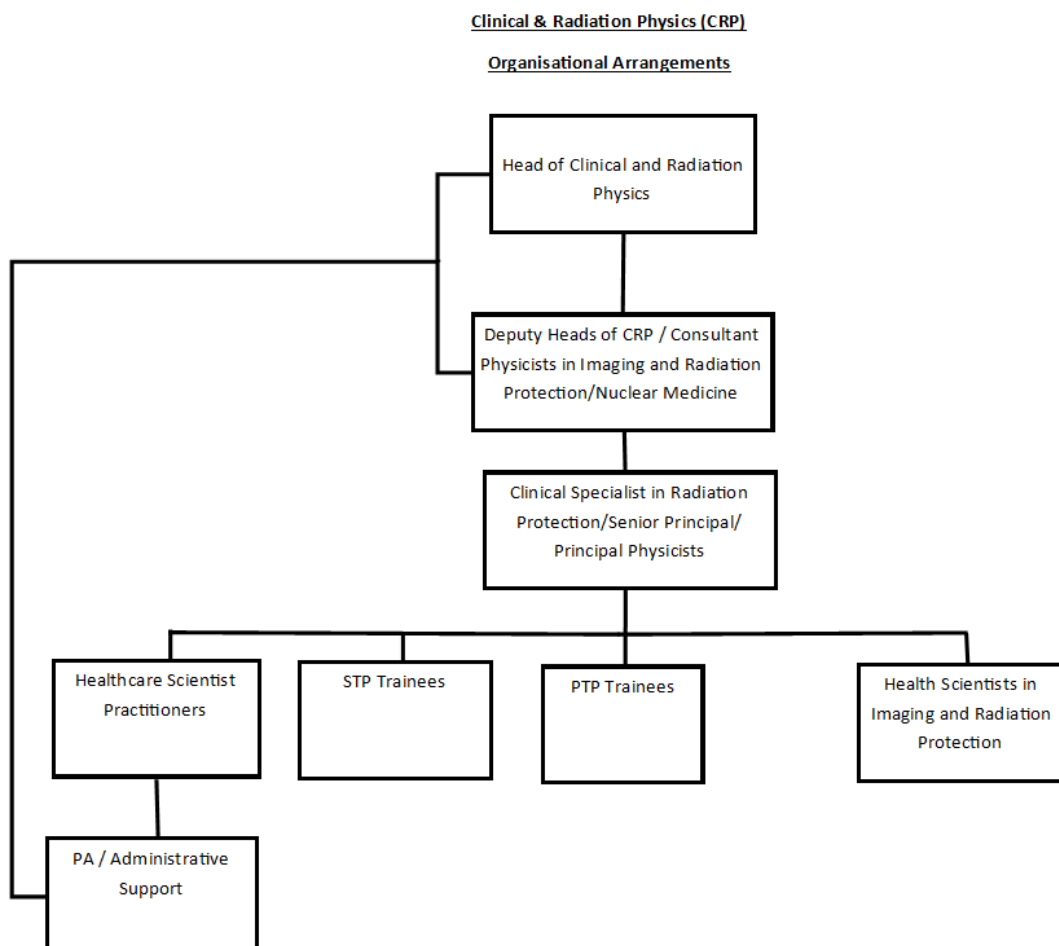 Clinical & Radiation Physics (CRP)
Organisational Arrangements
Head of Clinical and Radiation
Physics
Deputy Heads of CRP / Consultant
Physicists in Imaging and Radiation
Protection/Nuclear Medicine
Clinical Specialist in Radiation
Protection/Senior Principal/
Principal Physicists
Healthcare Scientist
Practitioners
STP Trainees
PTP Trainees
Health Scientists in
Imaging and Radiation
Protection
PA / Administrative
Support